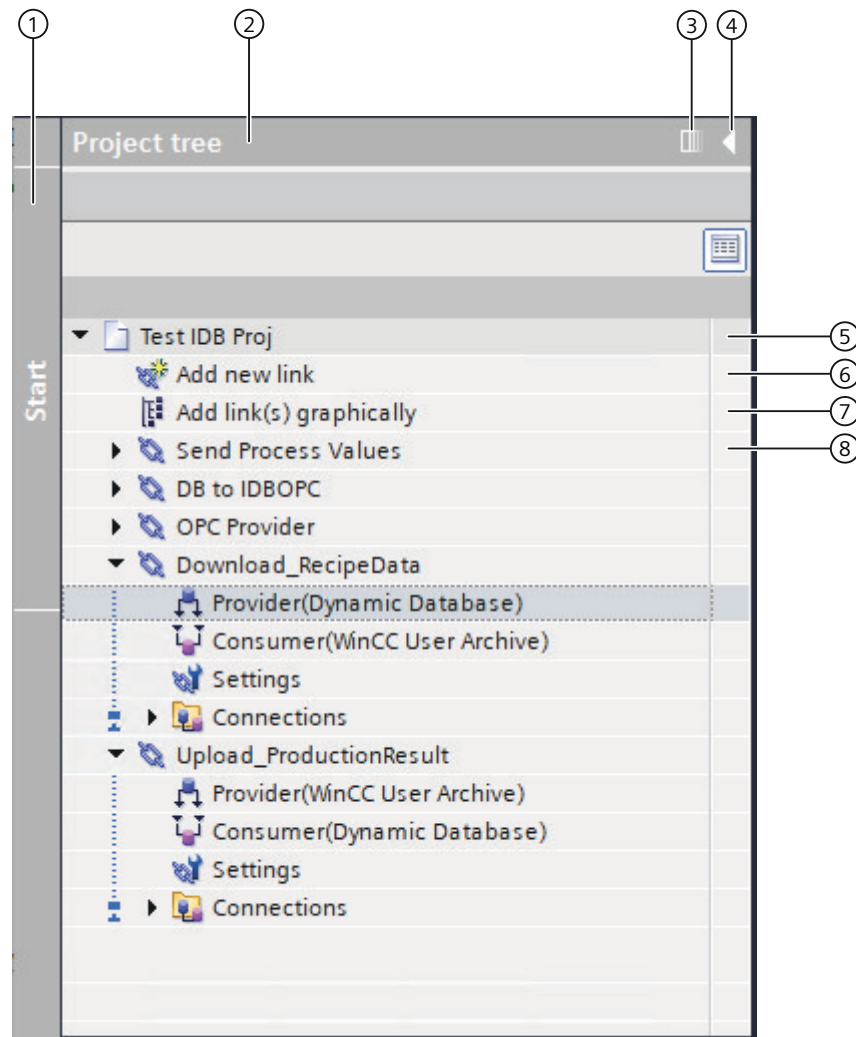 ① ② ③ ④
Project tree
Start
Test IDB Proj ⑤
Add new link ⑥
Add link(s) graphically ⑦
Send Process Values ⑧
DB to IDBOPC
OPC Provider
Download_RecipeData
Provider(Dynamic Database)
Consumer(WinCC User Archive)
Settings
Connections
Upload_ProductionResult
Provider(WinCC User Archive)
Consumer(Dynamic Database)
Settings
Connections